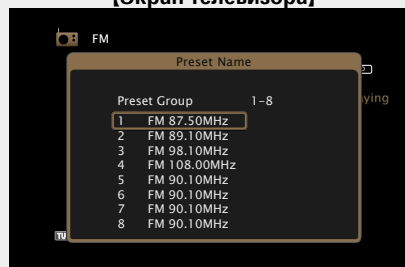 【Экран телевизора】
FM
Preset Name
Preset Group 1-8
aying
1 FM 87.50MHz
2 FM 89.10MHz
3 FM 98.10MHz
4 FM 108.00MHz
5 FM 90.10MHz
6 FM 90.10MHz
7 FM 90.10MHz
8 FM 90.10MHz
TU